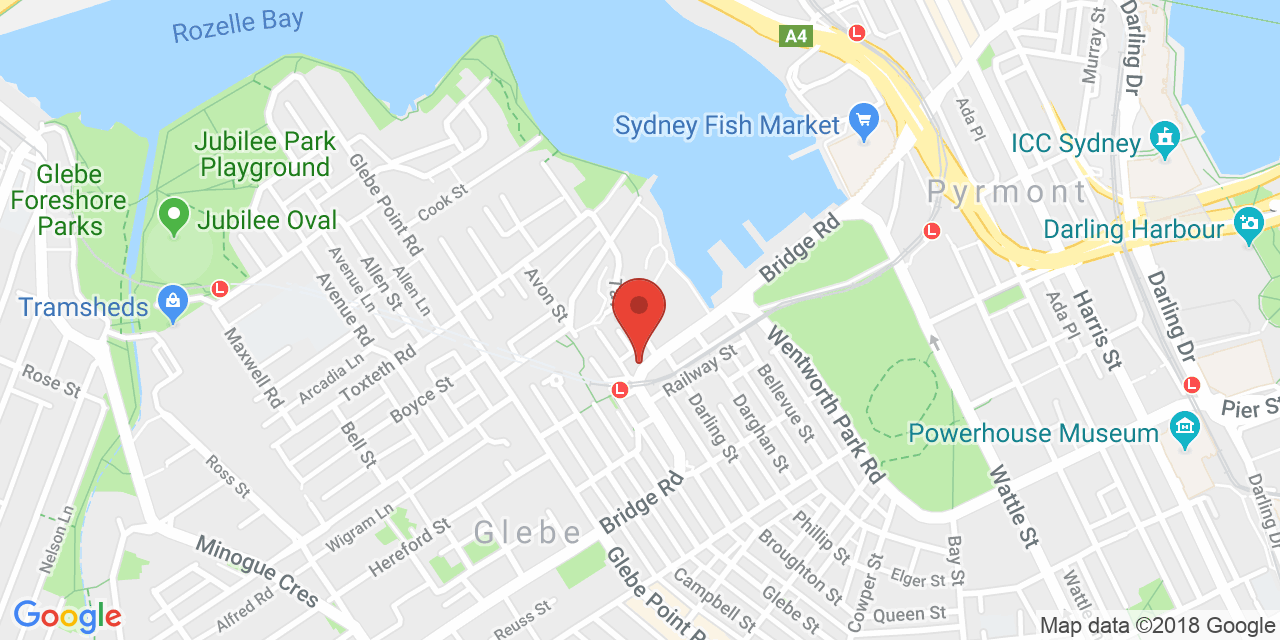 Rozelle Bay
A4
Darling Dr
Murray St
Ada Pl
Sydney Fish Market
ICC Sydney
Jubilee Park
Playground
Glebe
Foreshore
Parks
Jubilee Oval
Glebe Point Rd
Cook St
Pyrmont
Darling Harbour
Bridge Rd
Tramsheds
Avenue Ln
Allen St
Allen Ln
Avenue Rd
Avon St
Harris St
Ada Pl
Darling Dr
Maxwell Rd
Arcadia Ln
Toxteth Rd
Boyce St
Rose St
Railway St
Wentworth Park Rd
Bellevue St
Darghan St
Darling St
Pier St
Powerhouse Museum
Bell St
Ross St
Wigram Ln
Hereford St
Glebe
Bridge Rd
Wattle St
Darling Dr
Nelson Ln
Minogue Cres
Alfred Rd
Reuss St
Glebe Point R
Campbell St
Broughton St
Phillip St
Glebe St
Cowper St
Elger St
Queen St
Bay St
Wattle
Google
Map data ©2018 Google